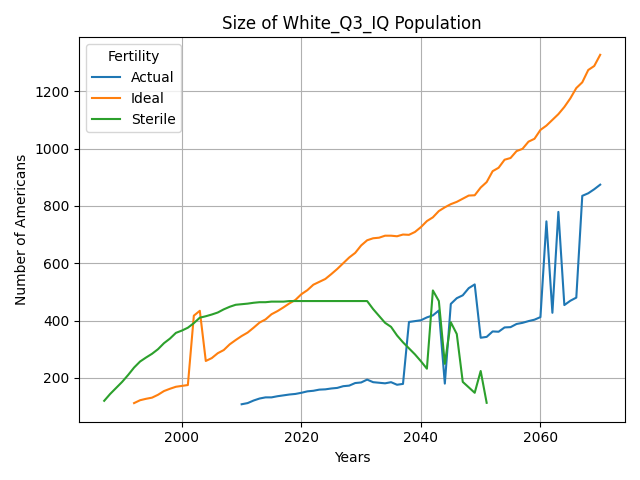 Size of White_Q3_IQ Population
Fertility
Actual
Ideal
Sterile
Number of Americans
1200
1000
800
600
400
200
2000
2020
2040
2060
Years